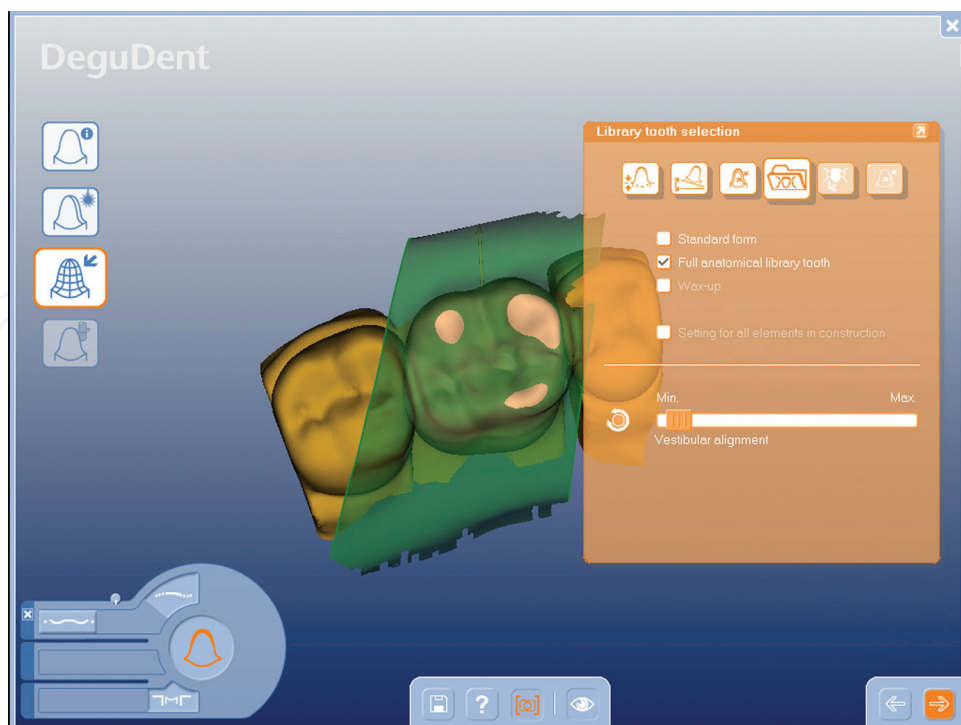 DeguDent
Library tooth selection
Standard form
Full anatomical library tooth
Wax-up
Setting for all elements in construction
Min. Max.
Vestibular alignment
?